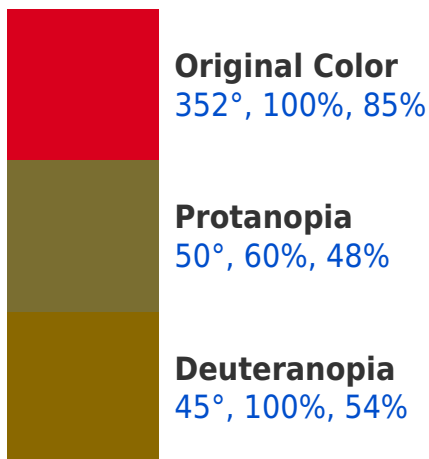 Original Color
352°, 100%, 85%
Protanopia
50°, 60%, 48%
Deuteranopia
45°, 100%, 54%